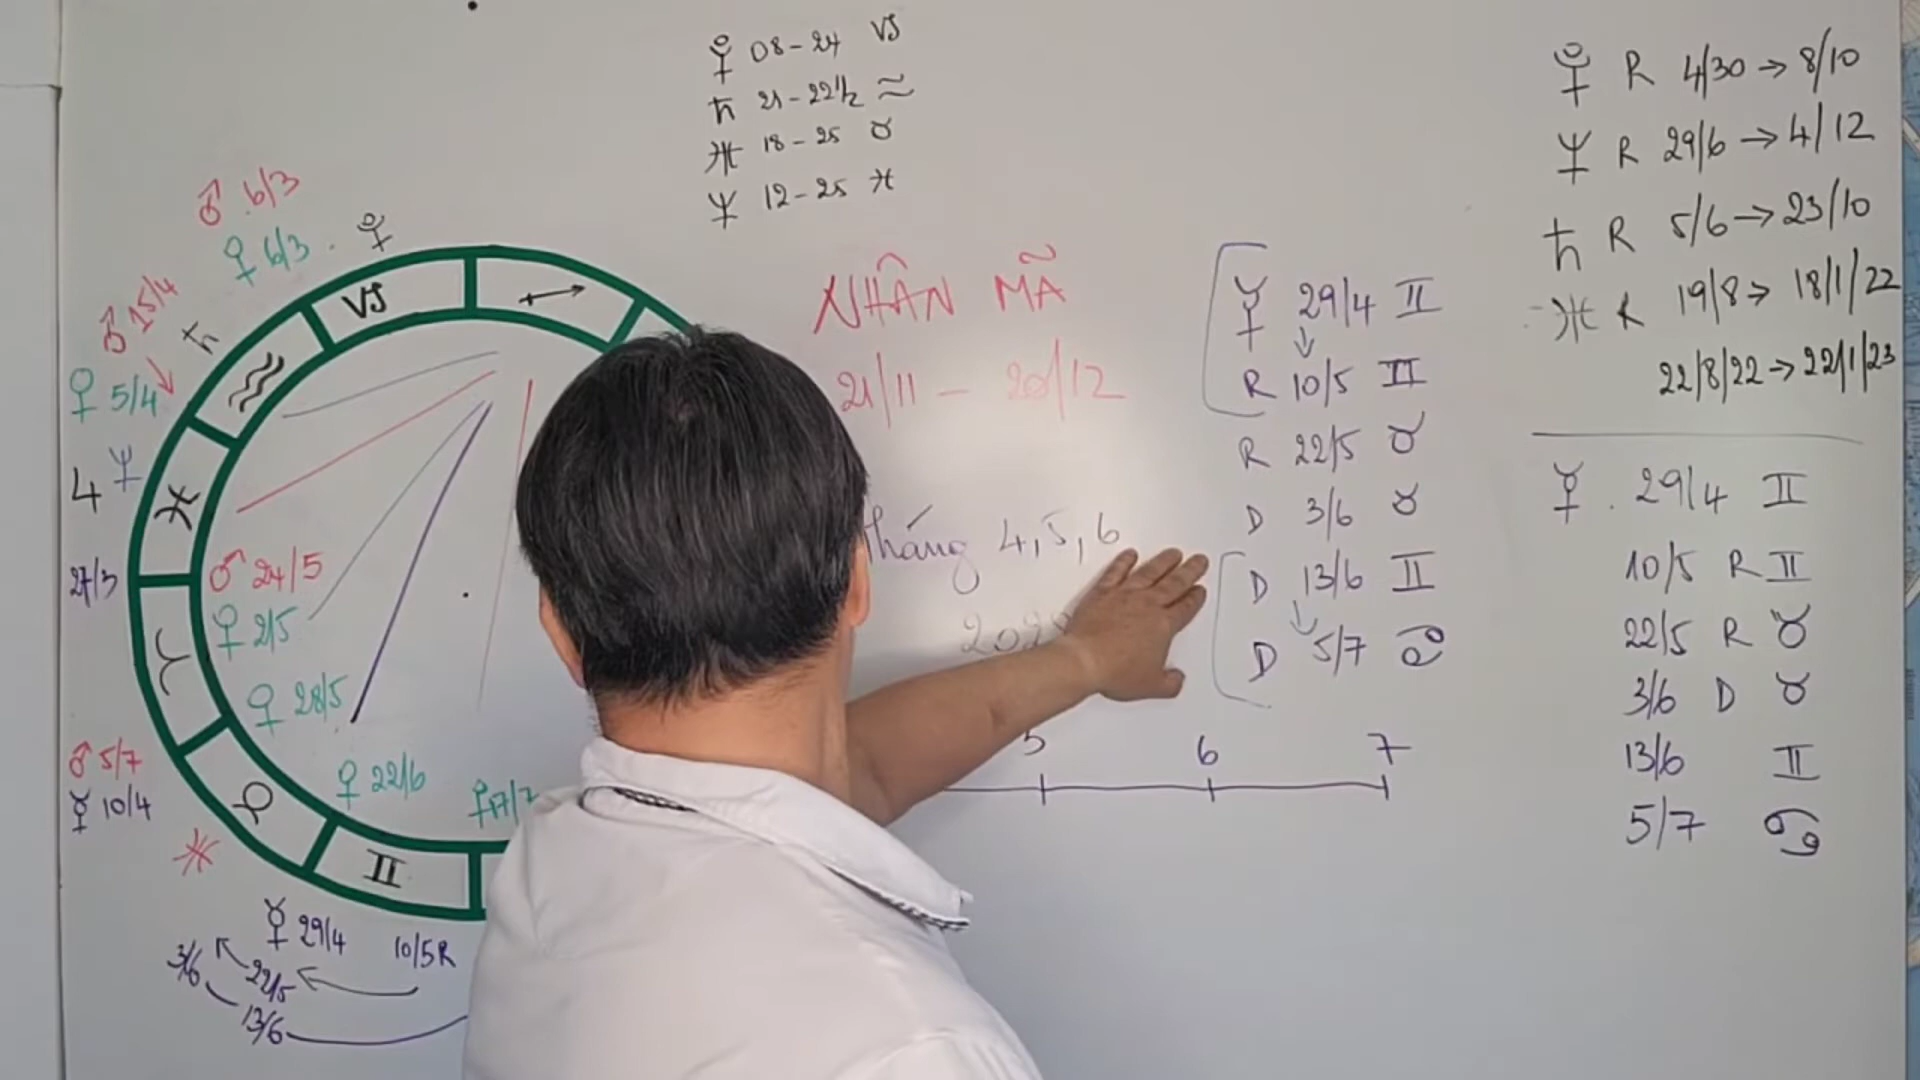 ♇ 08-24 ♑
♄ 21-22 1/2 ♒
♅ 18-25 ♉
♆ 12-25 ♓
♇ R 4/30 → 8/10
♆ R 29/6 → 4/12
♄ R 5/6 → 23/10
♅ R 19/8 → 18/1/22
22/8/22 → 22/1/23
☿ 29/4 ♊
10/5 R ♊
22/5 R ♉
3/6 D ♉
13/6 ♊
5/7 ♋
NHÂN MÃ
21/11 - 20/12
Tháng 4, 5, 6
☿ 29/4 ♊
R 10/5 ♊
R 22/5 ♉
D 3/6 ♉
D 13/6 ♊
D 5/7 ♋
5 6 7
♂ 6/3
♀ 6/3
♇
♂ 15/4
♄
♀ 5/4
♃ ♆
27/3
♑
♐
♒
♓
♈
♉
♊
♂ 24/5
♀ 2/5
♀ 28/5
♀ 22/6
♂ 5/7
☿ 10/4
♅
☿ 29/4
10/5R
3/6
22/5
13/6